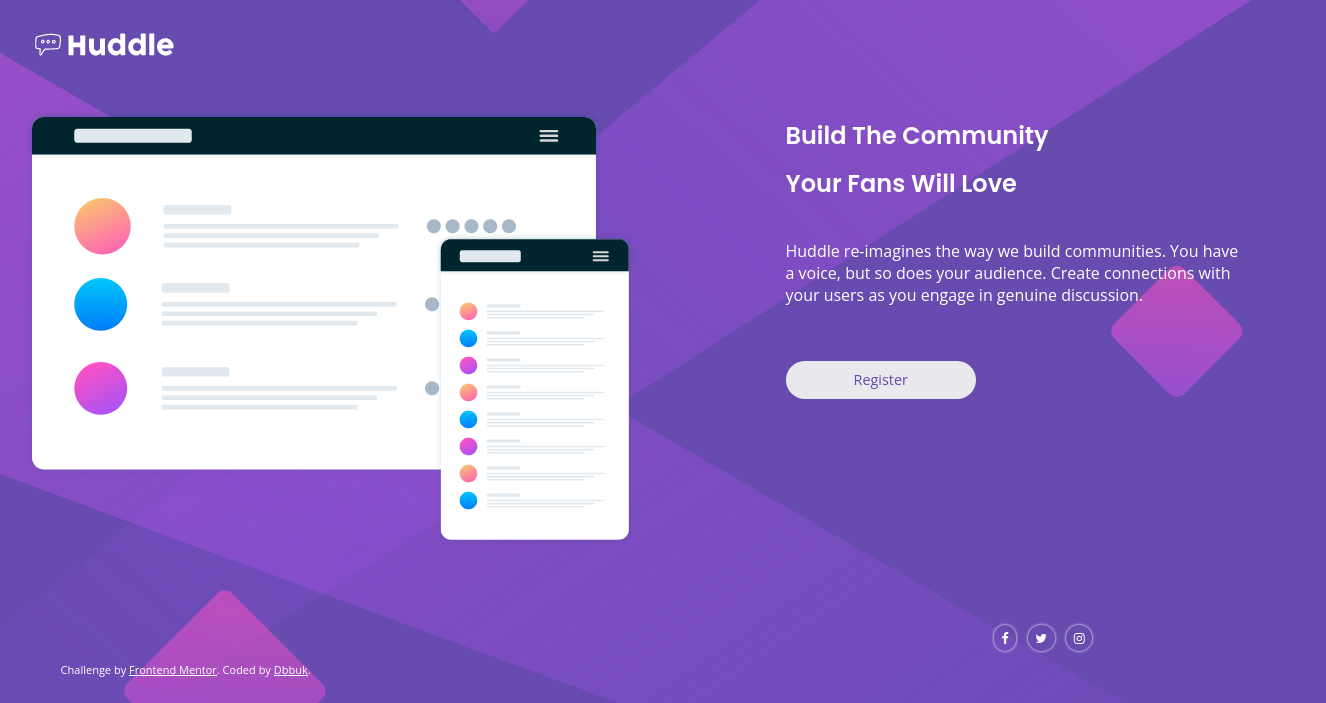 Huddle
Build The Community
Your Fans Will Love
Huddle re-imagines the way we build communities. You have
a voice, but so does your audience. Create connections with
your users as you engage in genuine discussion.
Register
Challenge by Frontend Mentor. Coded by Dbbuk.